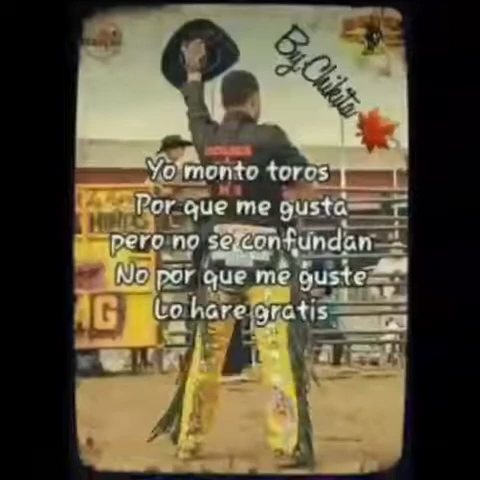 By:Chikita
Yo monto toros
Por que me gusta
pero no se confundan
No por que me guste
Lo hare gratis
G